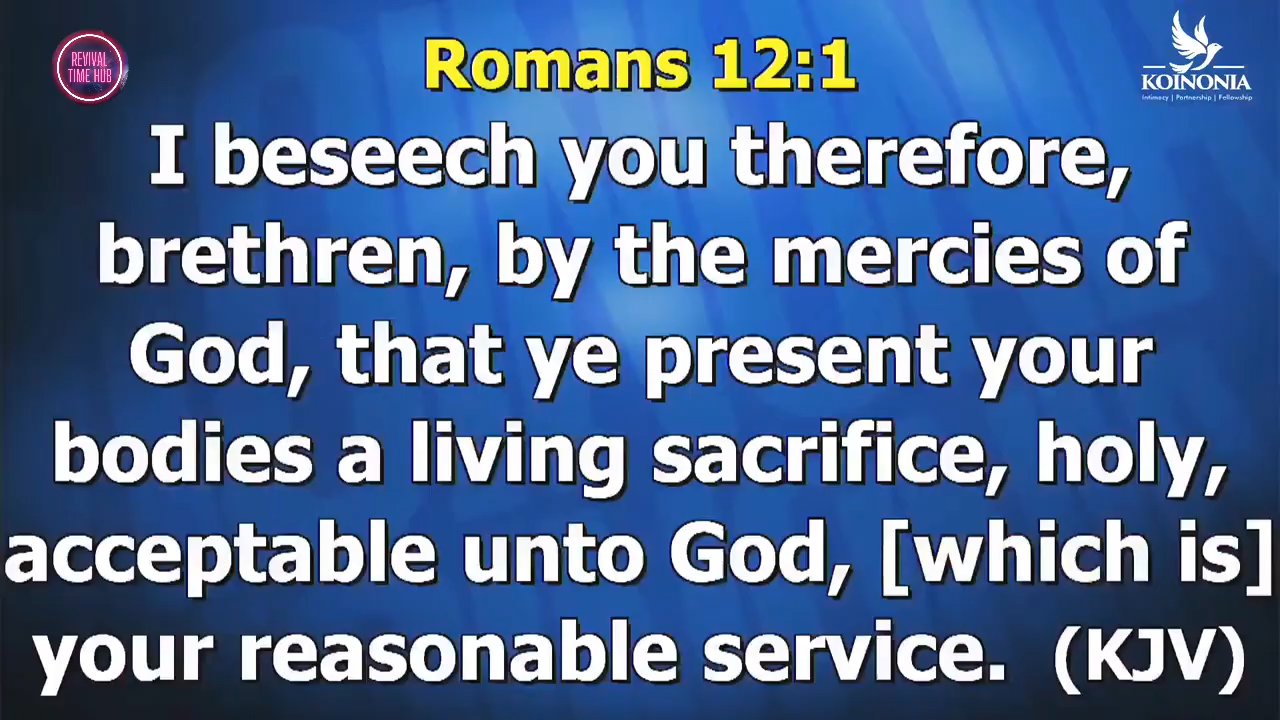 REVIVAL
TIME HUB
Romans 12:1
KOINONIA
Intimacy | Partnership | Fellowship
I beseech you therefore,
brethren, by the mercies of
God, that ye present your
bodies a living sacrifice, holy,
acceptable unto God, [which is]
your reasonable service. (KJV)